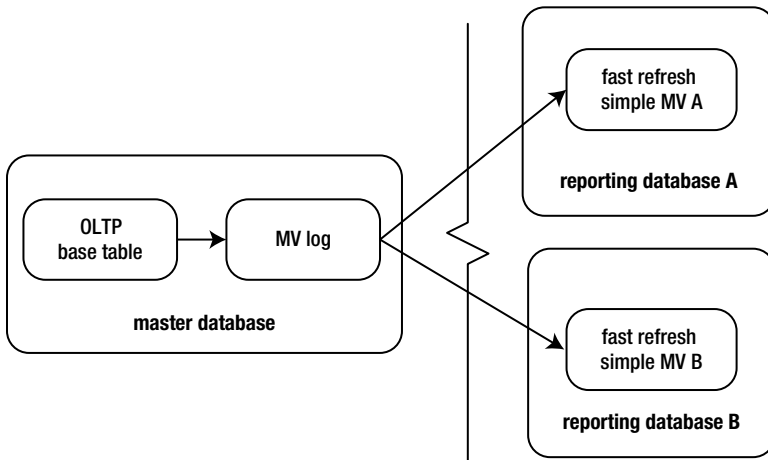 OLTP
base table
MV log
master database
fast refresh
simple MV A
reporting database A
fast refresh
simple MV B
reporting database B